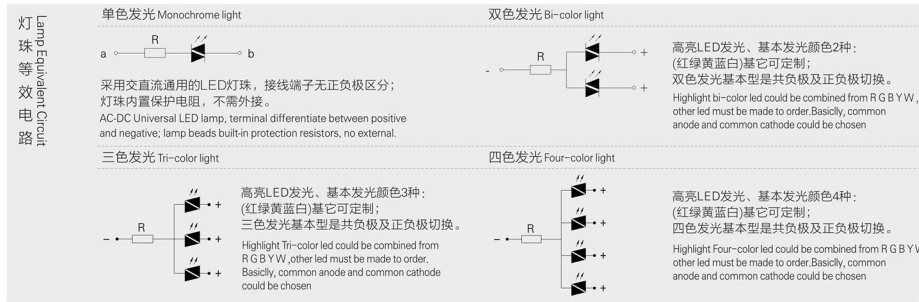 灯珠等效电路
Lamp Equivalent Circuit
单色发光 Monochrome light
R
a
b
采用交直流通用的LED灯珠，接线端子无正负极区分；
灯珠内置保护电阻，不需外接。
AC-DC Universal LED lamp, terminal differentiate between positive
and negative; lamp beads built-in protection resistors, no external.
双色发光 Bi-color light
R
-
+
+
高亮LED发光、基本发光颜色2种：
(红绿黄蓝白)基它可定制；
双色发光基本型是共负极及正负极切换。
Highlight bi-color led could be combined from R G B Y W ,
other led must be made to order.Basiclly, common
anode and common cathode could be chosen
三色发光 Tri-color light
R
-
+
+
+
高亮LED发光、基本发光颜色3种：
(红绿黄蓝白)基它可定制；
三色发光基本型是共负极及正负极切换。
Highlight Tri-color led could be combined from
R G B Y W ,other led must be made to order.
Basiclly, common anode and common cathode
could be chosen
四色发光 Four-color light
R
-
+
+
+
+
高亮LED发光、基本发光颜色4种：
(红绿黄蓝白)基它可定制；
四色发光基本型是共负极及正负极切换。
Highlight Four-color led could be combined from R G B Y W
other led must be made to order.Basiclly, common
anode and common cathode could be chosen